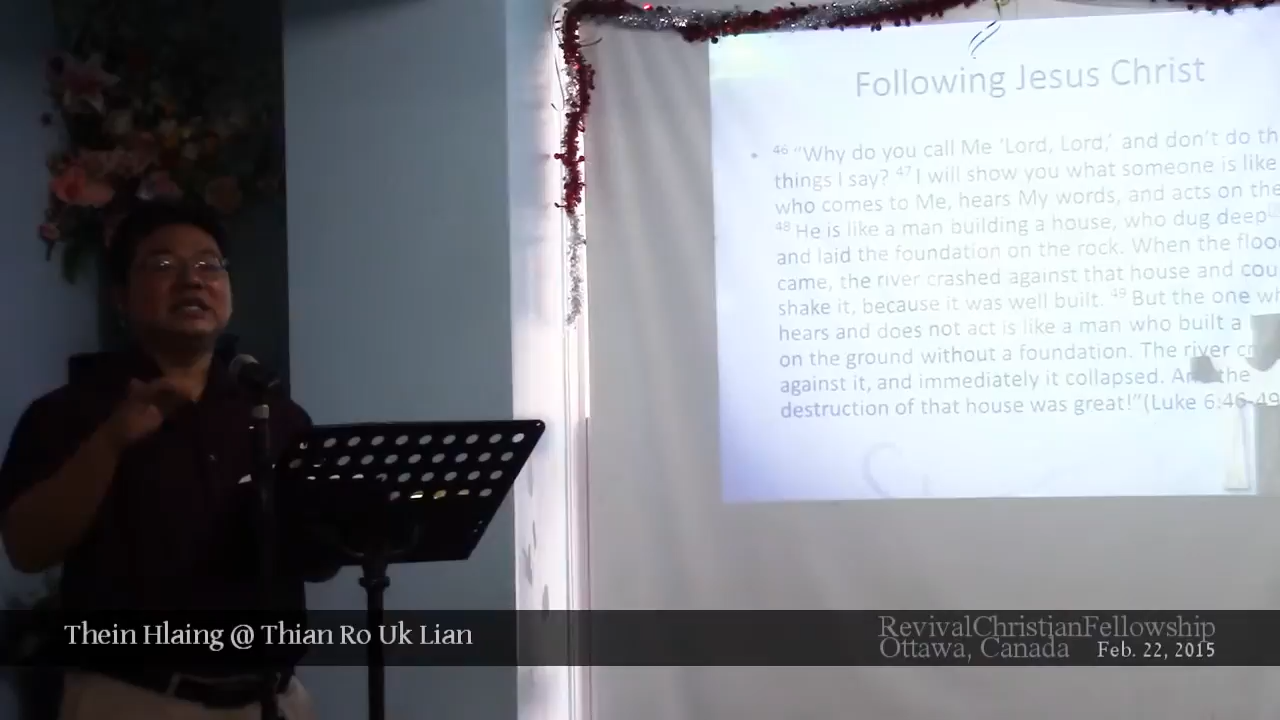 Following Jesus Christ
• ⁴⁶ “Why do you call Me ‘Lord, Lord,’ and don’t do th
things I say? ⁴⁷ I will show you what someone is like
who comes to Me, hears My words, and acts on the
⁴⁸ He is like a man building a house, who dug deep
and laid the foundation on the rock. When the floo
came, the river crashed against that house and cou
shake it, because it was well built. ⁴⁹ But the one wh
hears and does not act is like a man who built a
on the ground without a foundation. The river cr
against it, and immediately it collapsed. And the
destruction of that house was great!”(Luke 6:46-49
Thein Hlaing @ Thian Ro Uk Lian
RevivalChristianFellowship
Ottawa, Canada Feb. 22, 2015